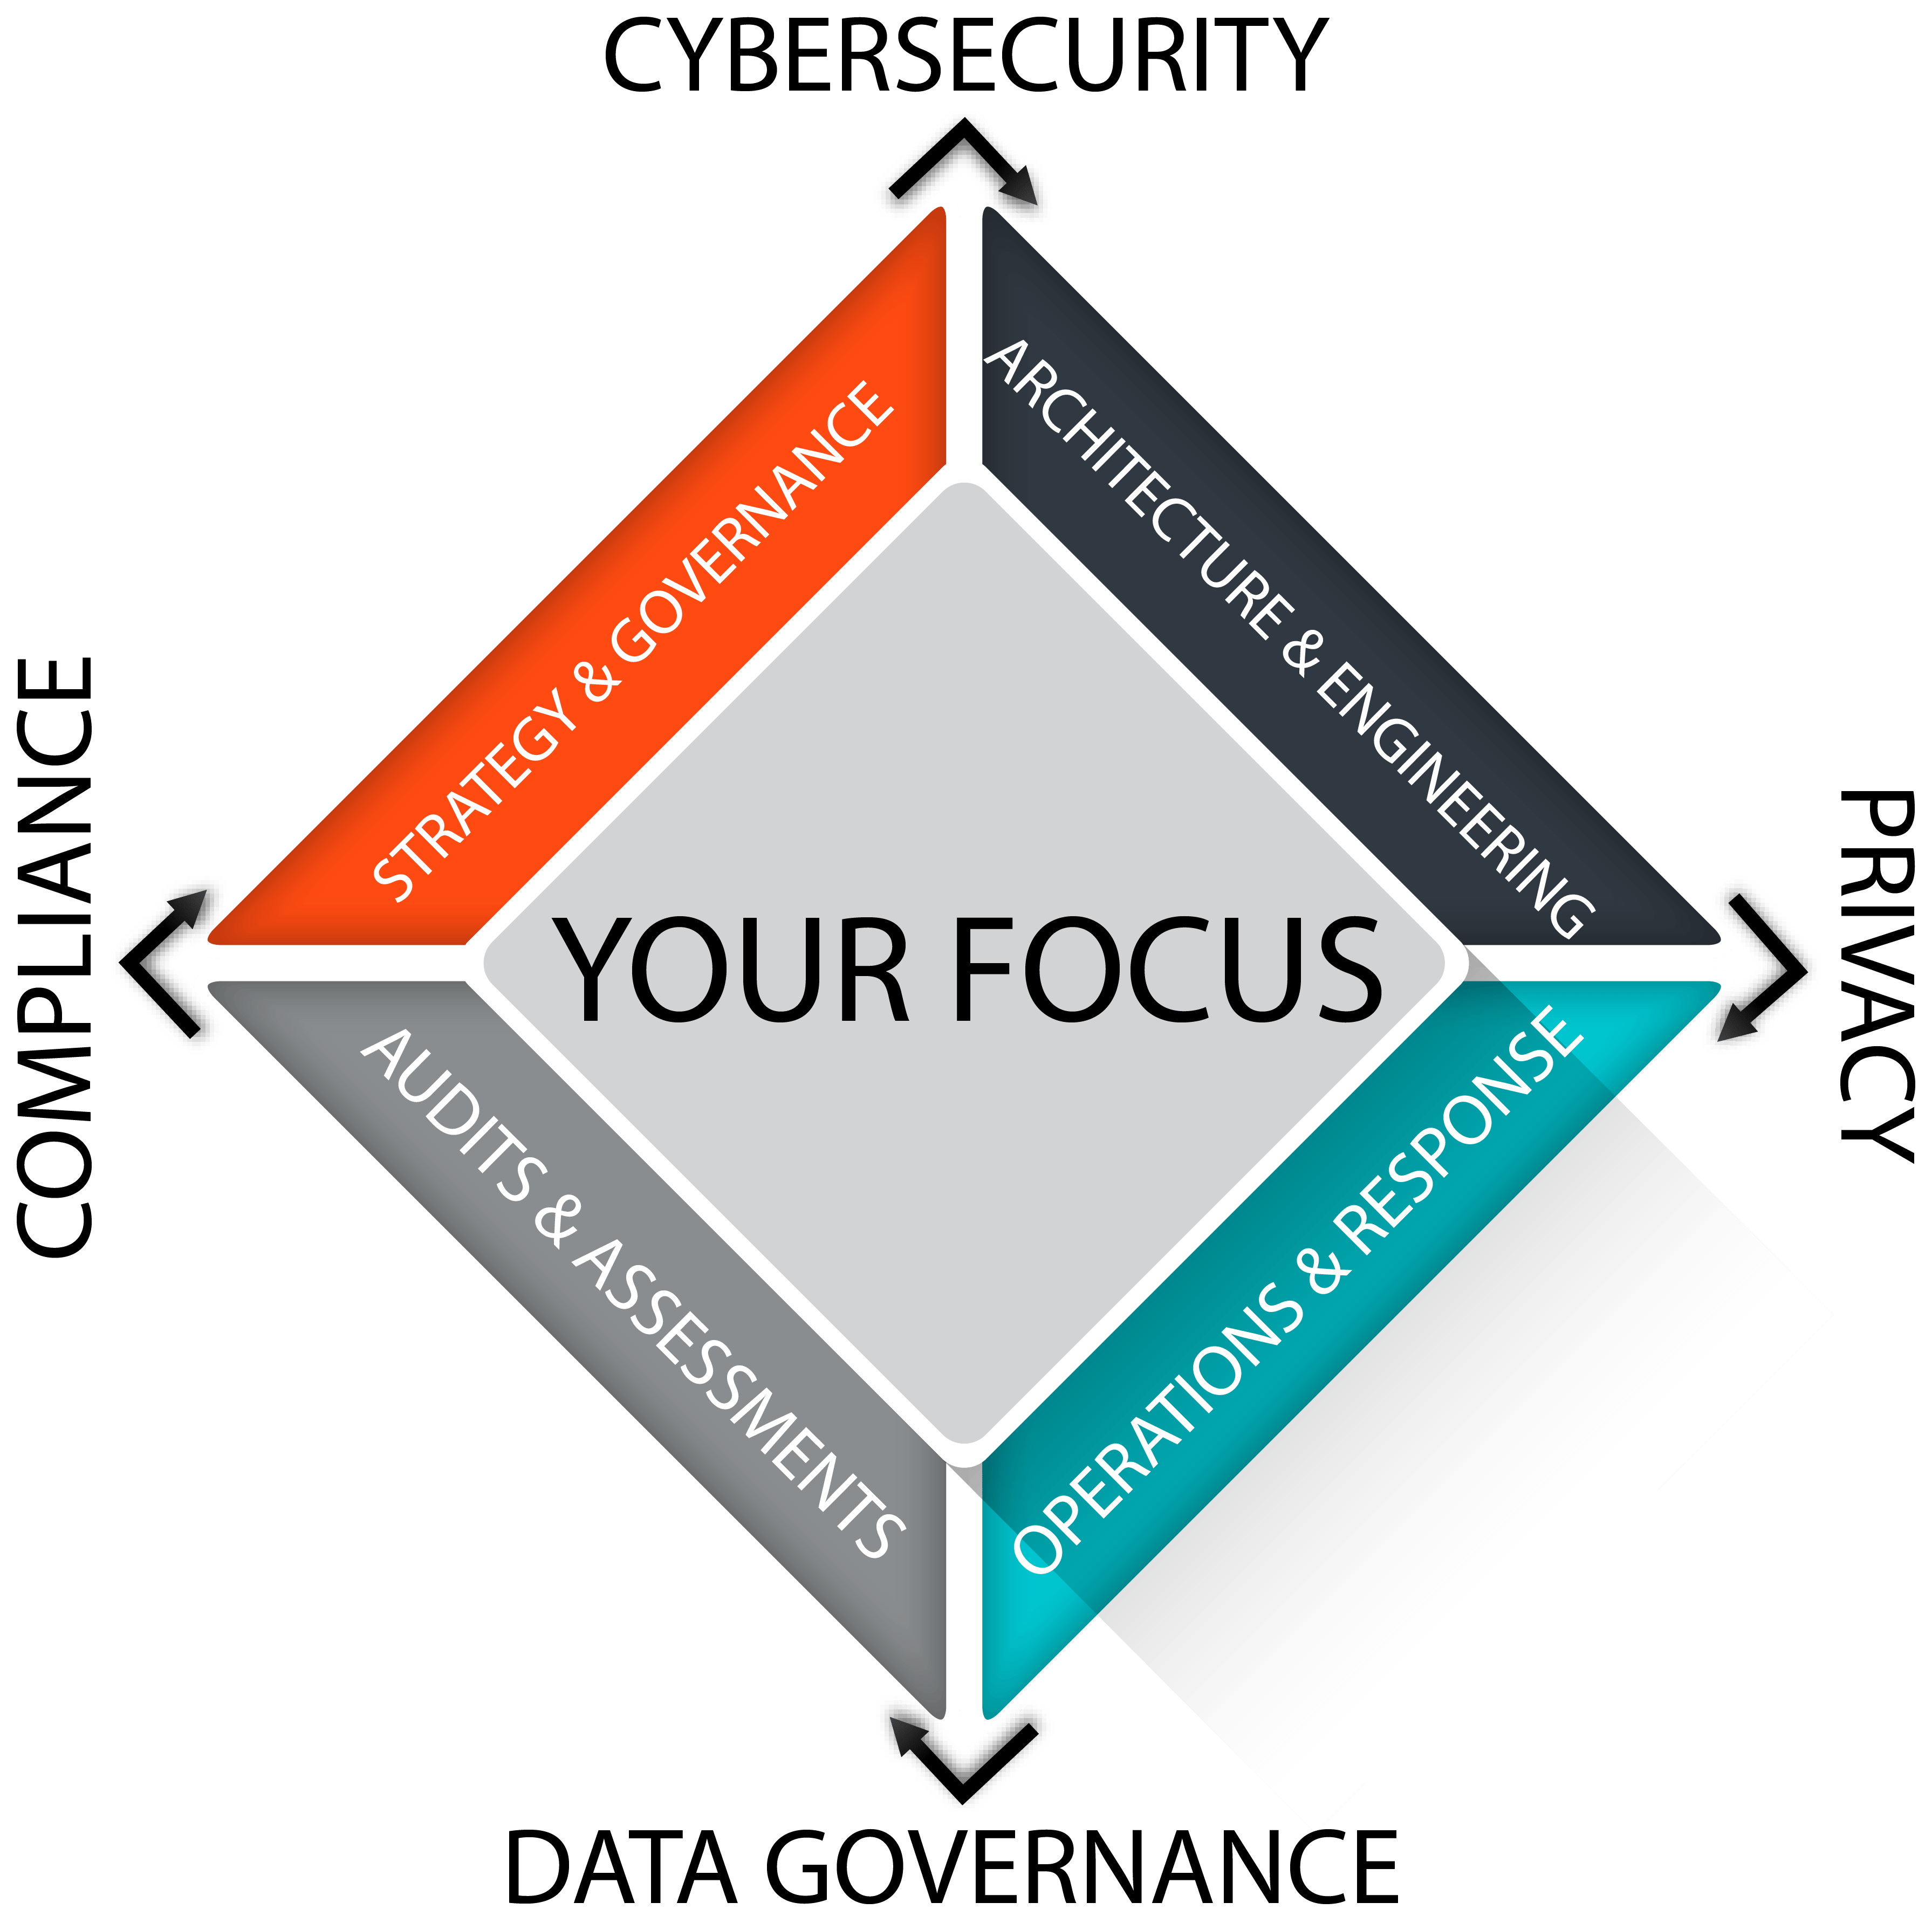 CYBERSECURITY
STRATEGY & GOVERNANCE
ARCHITECTURE & ENGINEERING
COMPLIANCE
YOUR FOCUS
PRIVACY
AUDITS & ASSESSMENTS
OPERATIONS & RESPONSE
DATA GOVERNANCE